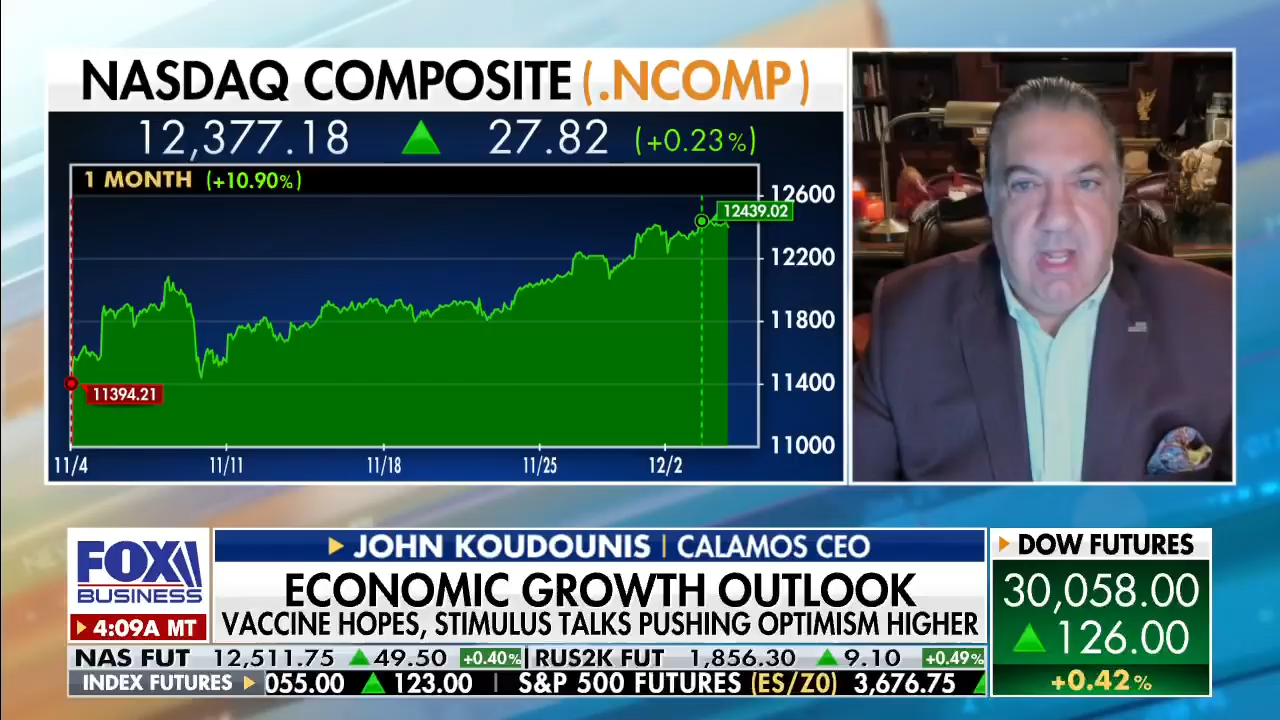 NASDAQ COMPOSITE (.NCOMP)
12,377.18 ▲ 27.82 (+0.23%)
1 MONTH (+10.90%)
12600
12439.02
12200
11800
11400
11394.21
11000
11/4 11/11 11/18 11/25 12/2
FOX BUSINESS
4:09A MT
JOHN KOUDOUNIS | CALAMOS CEO
ECONOMIC GROWTH OUTLOOK
VACCINE HOPES, STIMULUS TALKS PUSHING OPTIMISM HIGHER
NAS FUT 12,511.75 ▲ 49.50 +0.40% RUS2K FUT 1,856.30 ▲ 9.10 +0.49%
INDEX FUTURES 055.00 ▲ 123.00 | S&P 500 FUTURES (ES/Z0) 3,676.75
DOW FUTURES
30,058.00
▲ 126.00
+0.42%